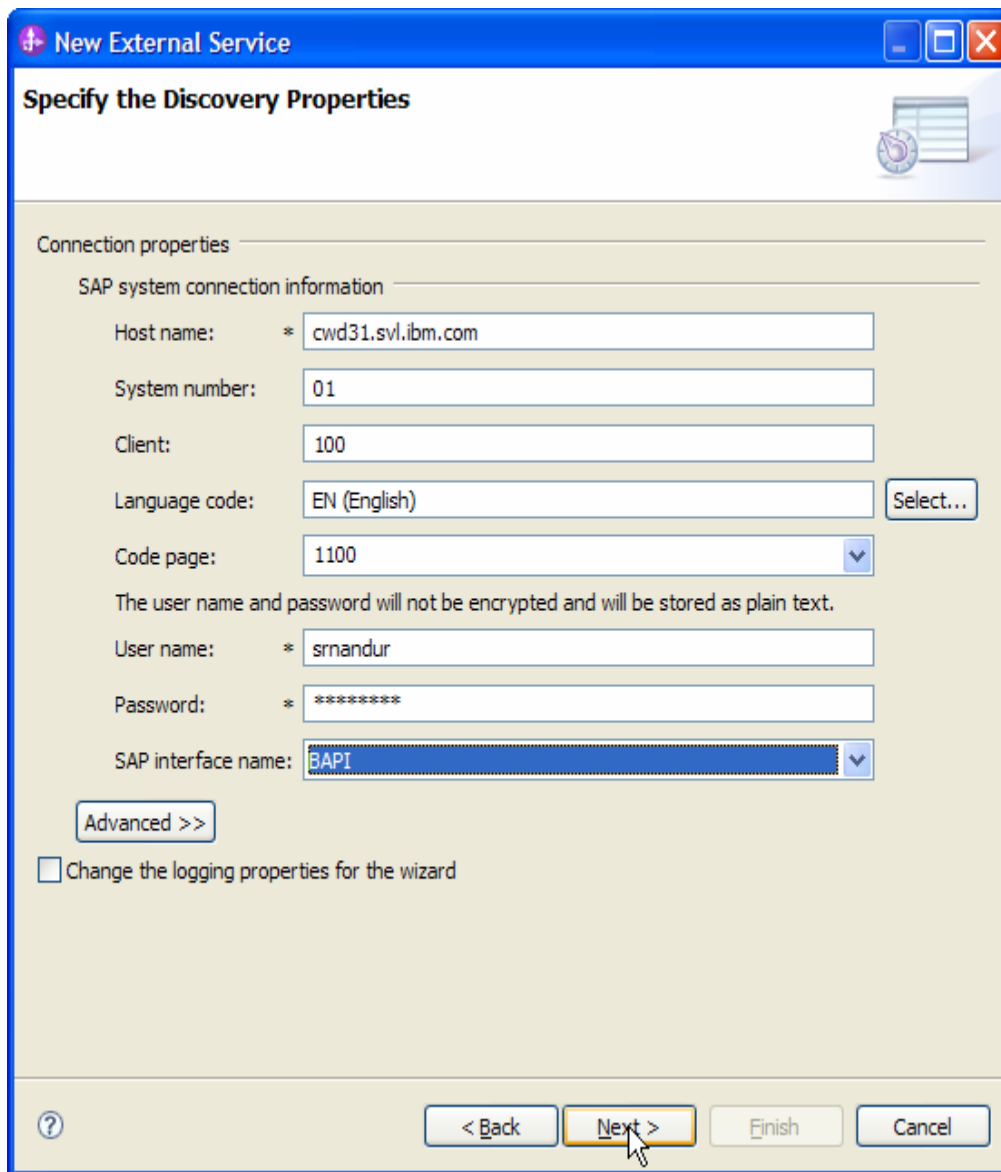 New External Service
Specify the Discovery Properties
Connection properties
SAP system connection information
Host name: * cwd31.svl.ibm.com
System number: 01
Client: 100
Language code: EN (English) Select...
Code page: 1100
The user name and password will not be encrypted and will be stored as plain text.
User name: * srnandur
Password: * ********
SAP interface name: BAPI
Advanced >>
Change the logging properties for the wizard
? < Back Next > Finish Cancel